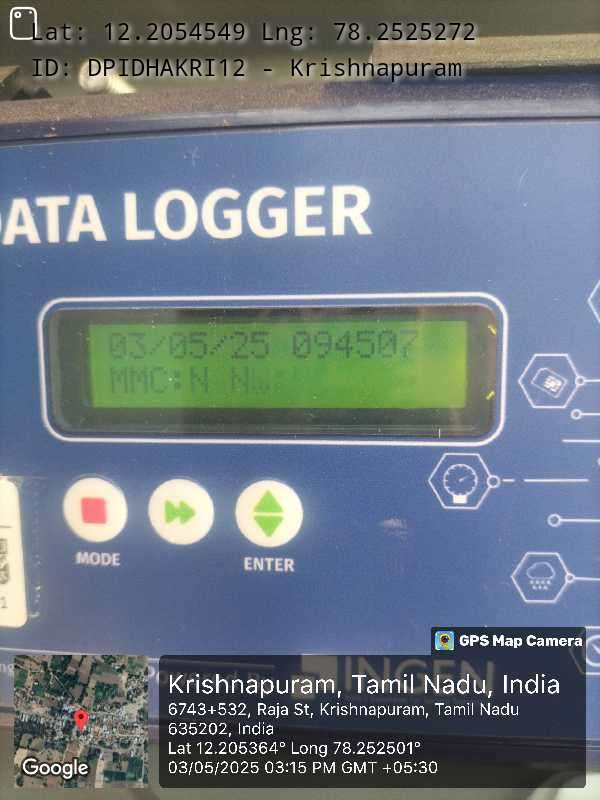 Lat: 12.2054549 Lng: 78.2525272
ID: DPIDHAKRI12 - Krishnapuram
DATA LOGGER
03/05/25 094507
MMC:N
MODE
ENTER
1
GPS Map Camera
INGEN
Krishnapuram, Tamil Nadu, India
6743+532, Raja St, Krishnapuram, Tamil Nadu
635202, India
Lat 12.205364° Long 78.252501°
03/05/2025 03:15 PM GMT +05:30
Google